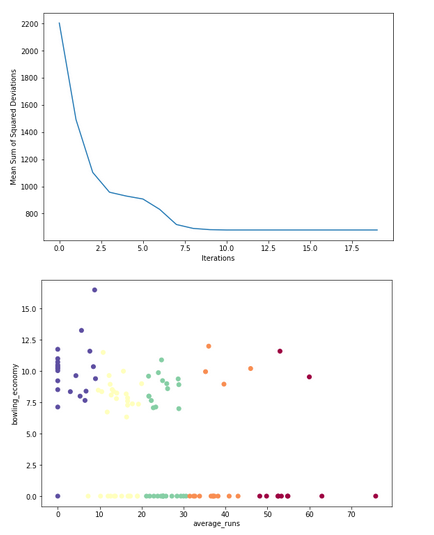 2200
2000
1800
1600
1400
1200
1000
800
Mean Sum of Squared Deviations
0.0 2.5 5.0 7.5 10.0 12.5 15.0 17.5
Iterations
15.0
12.5
10.0
7.5
5.0
2.5
0.0
bowling_economy
0 10 20 30 40 50 60 70
average_runs